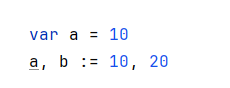 var a = 10
a, b := 10, 20